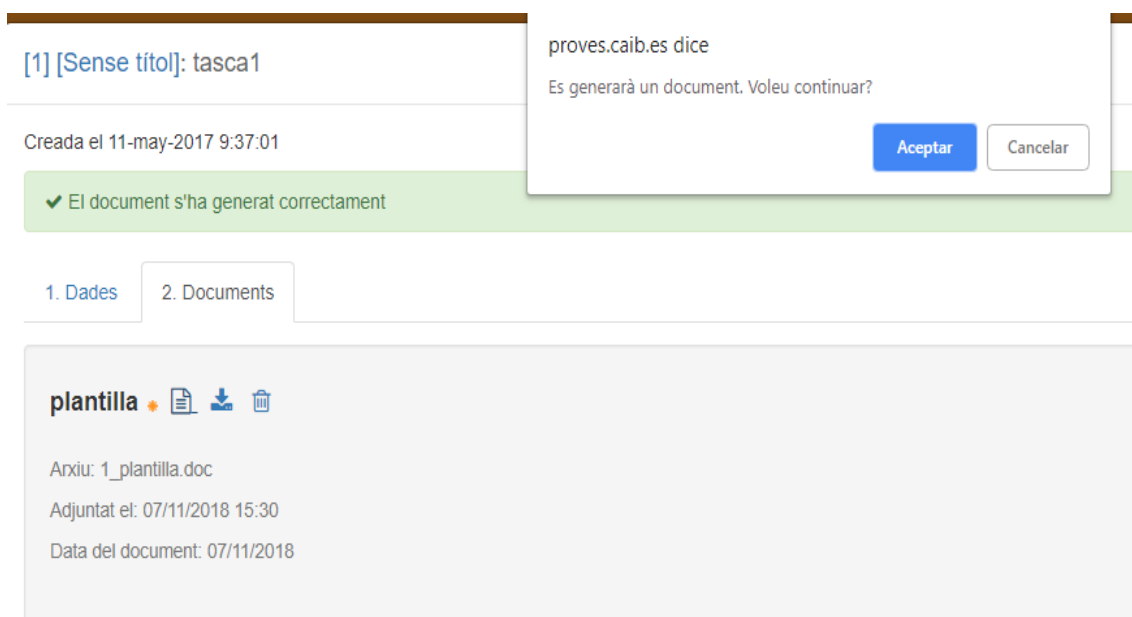 proves.caib.es dice
Es generarà un document. Voleu continuar?
Aceptar Cancelar
[1] [Sense títol]: tasca1
Creada el 11-may-2017 9:37:01
El document s'ha generat correctament
1. Dades 2. Documents
plantilla
Arxiu: 1_plantilla.doc
Adjuntat el: 07/11/2018 15:30
Data del document: 07/11/2018